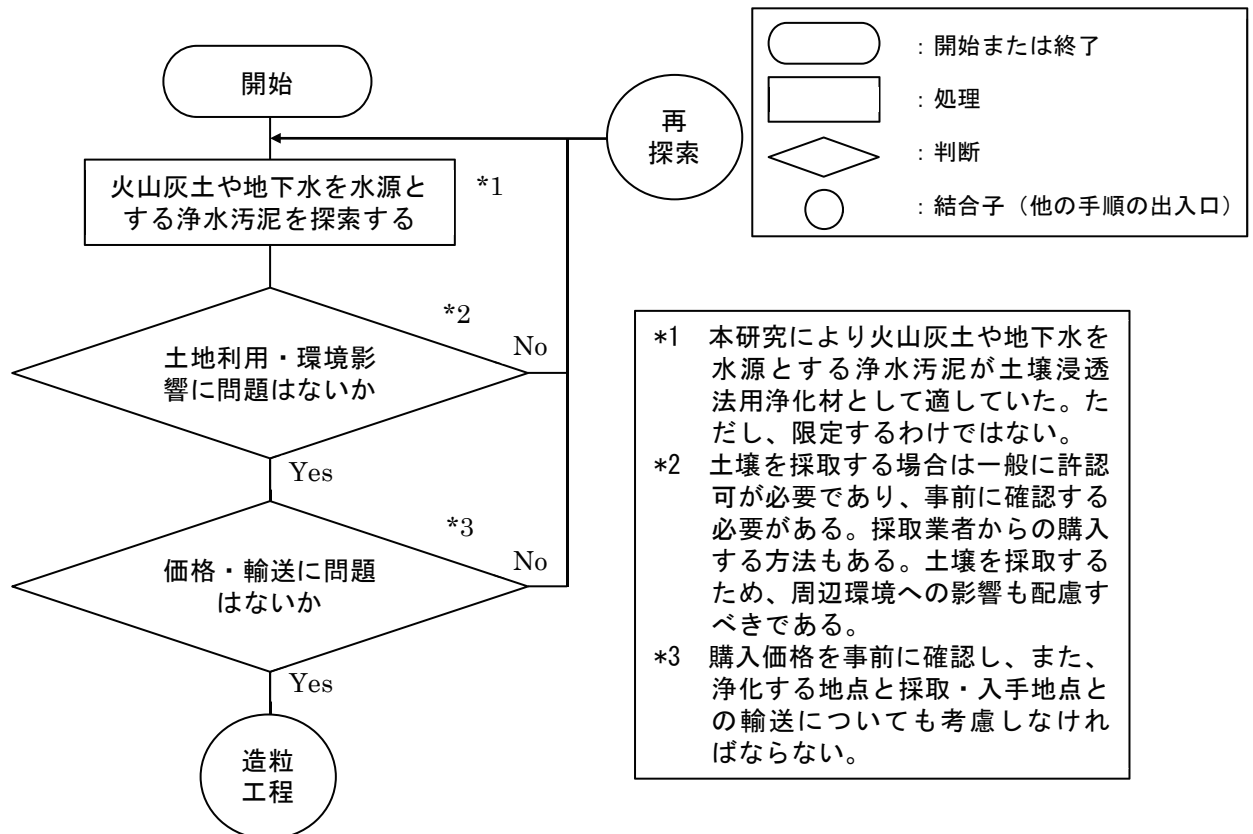 開始
再
探索
火山灰土や地下水を水源と
する浄水汚泥を探索する
*1
*2
土地利用・環境影
響に問題はないか
No
Yes
*3
価格・輸送に問題
はないか
No
Yes
造粒
工程
：開始または終了
：処理
：判断
：結合子（他の手順の出入口）
*1 本研究により火山灰土や地下水を
水源とする浄水汚泥が土壌浸透
法用浄化材として適していた。た
だし、限定するわけではない。
*2 土壌を採取する場合は一般に許認
可が必要であり、事前に確認する
必要がある。採取業者からの購入
する方法もある。土壌を採取する
ため、周辺環境への影響も配慮す
べきである。
*3 購入価格を事前に確認し、また、
浄化する地点と採取・入手地点と
の輸送についても考慮しなけれ
ばならない。